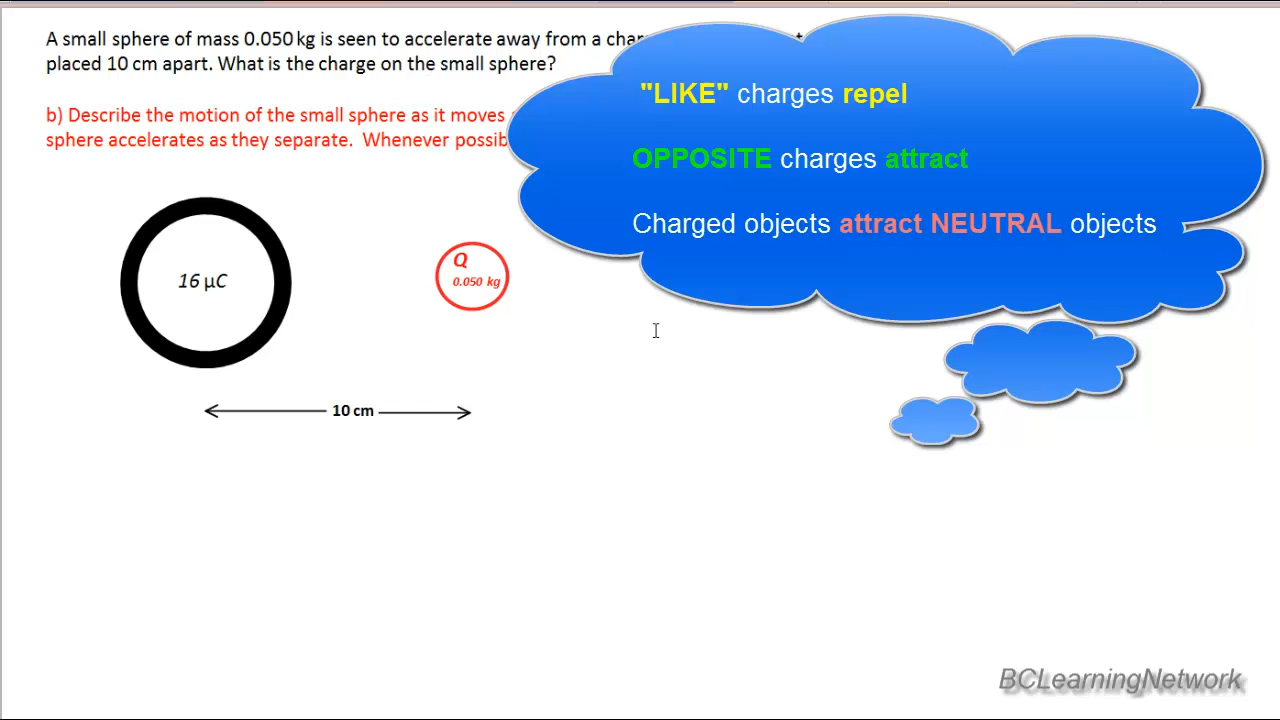 A small sphere of mass 0.050 kg is seen to accelerate away from a
placed 10 cm apart. What is the charge on the small sphere?
b) Describe the motion of the small sphere as it moves
sphere accelerates as they separate. Whenever
"LIKE" charges repel
OPPOSITE charges attract
Charged objects attract NEUTRAL objects
16 µC
Q
0.050 kg
10 cm
BCLearningNetwork